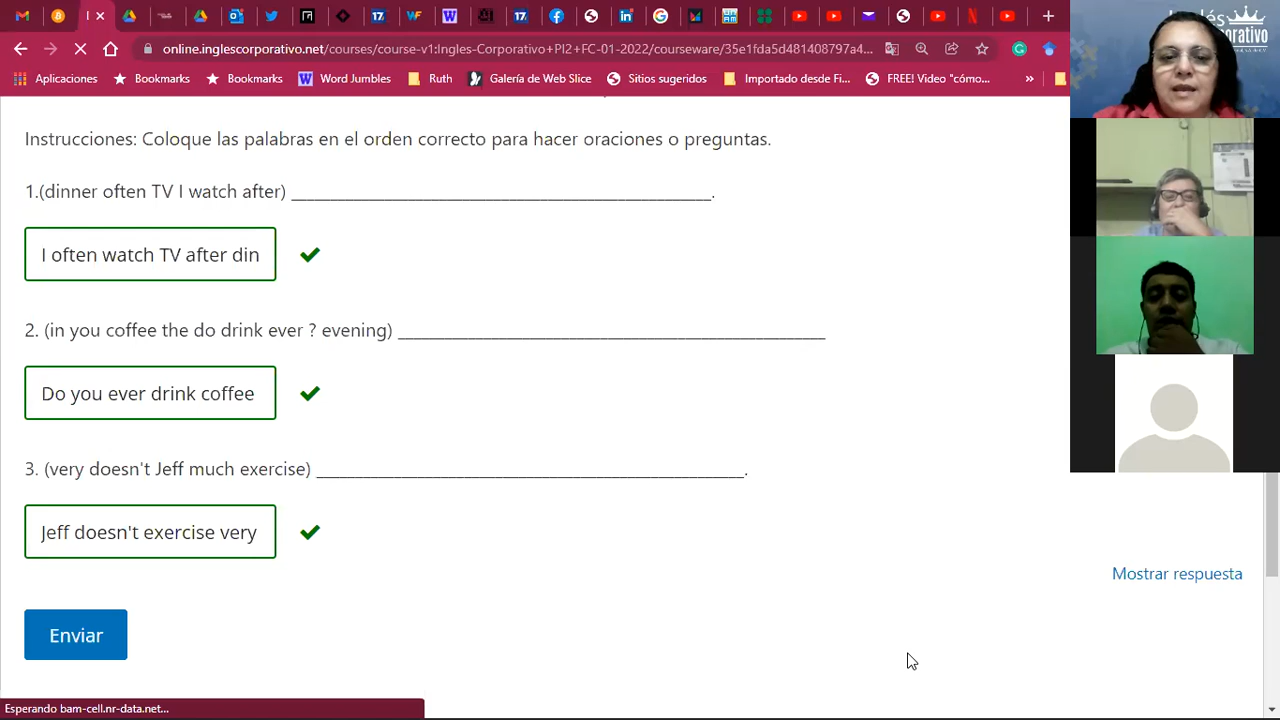 online.inglescorporativo.net/courses/course-v1:Ingles-Corporativo+PI2+FC-01-2022/courseware/35e1fda5d481408797a4...
Aplicaciones Bookmarks Bookmarks Word Jumbles Ruth Galería de Web Slice Sitios sugeridos Importado desde Fi... FREE! Video "cómo... »
Instrucciones: Coloque las palabras en el orden correcto para hacer oraciones o preguntas.
1.(dinner often TV I watch after) ___________________________________________.
I often watch TV after din
2. (in you coffee the do drink ever ? evening) ____________________________________________
Do you ever drink coffee
3. (very doesn't Jeff much exercise) ____________________________________________.
Jeff doesn't exercise very
Mostrar respuesta
Enviar
Esperando bam-cell.nr-data.net...